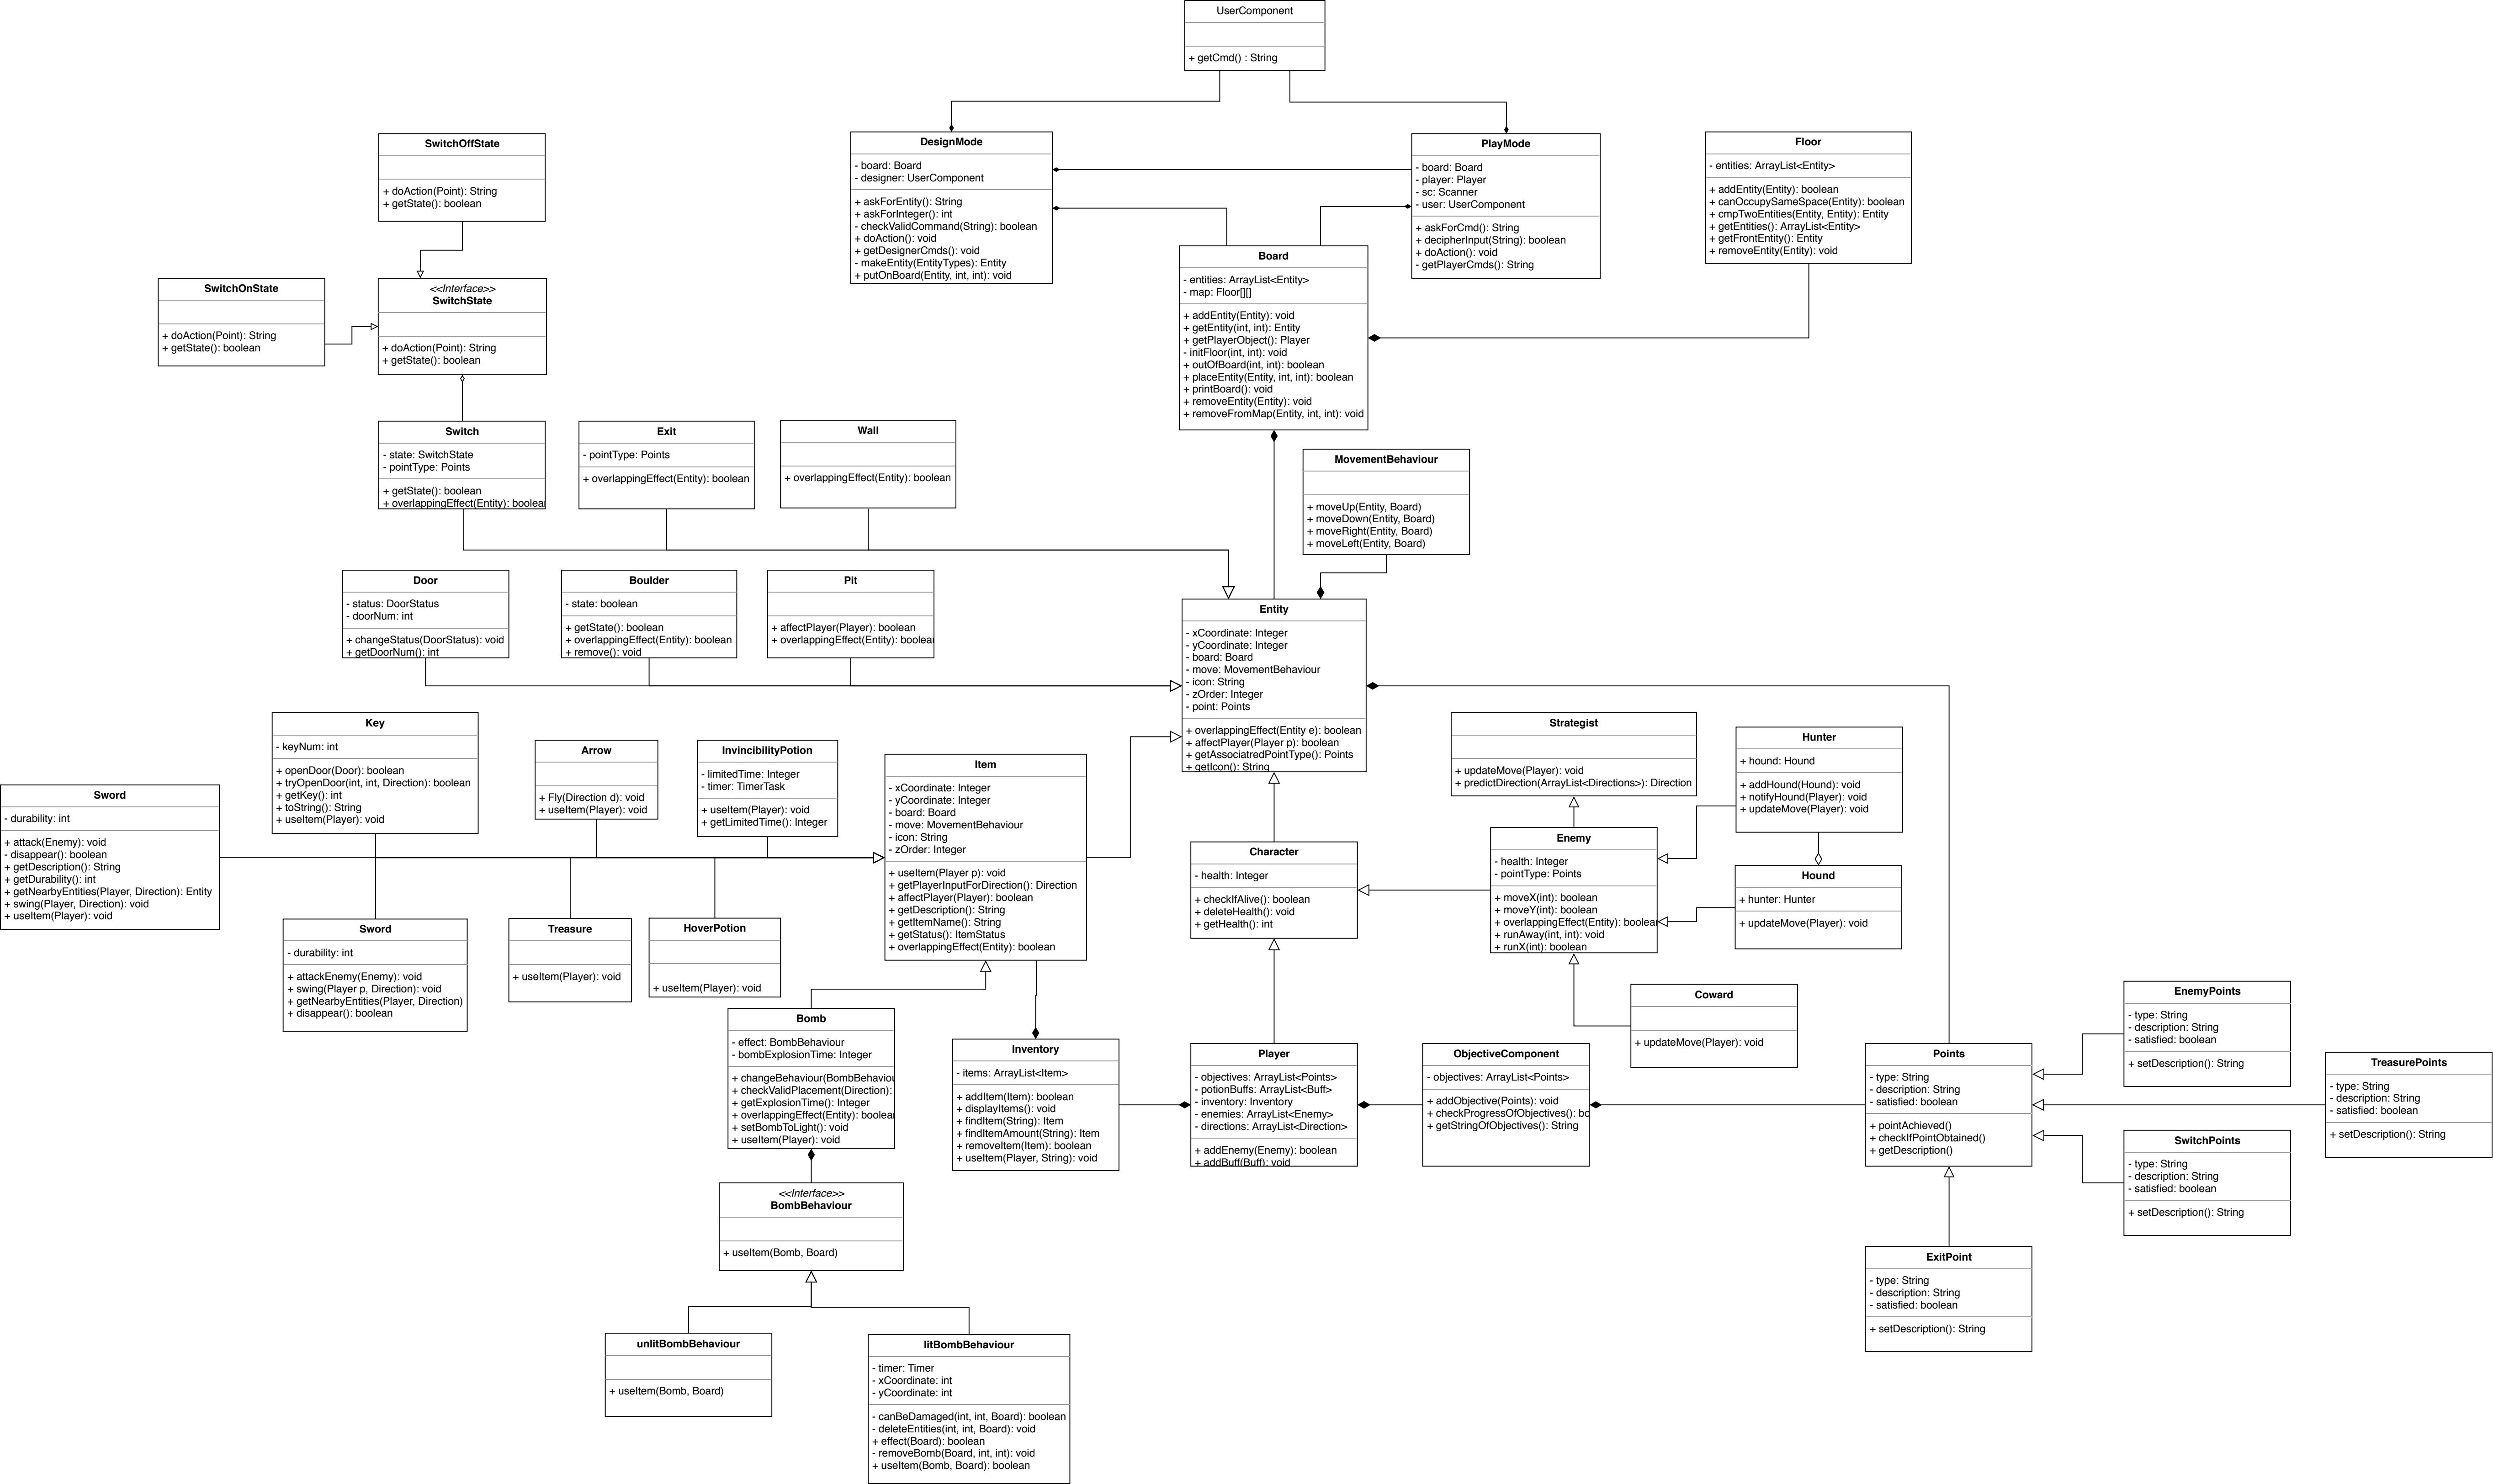 UserComponent
+ getCmd() : String
SwitchOffState
+ doAction(Point): String
+ getState(): boolean
DesignMode
- board: Board
- designer: UserComponent
+ askForEntity(): String
+ askForInteger(): int
- checkValidCommand(String): boolean
+ doAction(): void
+ getDesignerCmds(): void
- makeEntity(EntityTypes): Entity
+ putOnBoard(Entity, int, int): void
PlayMode
- board: Board
- player: Player
- sc: Scanner
- user: UserComponent
+ askForCmd(): String
+ decipherInput(String): boolean
+ doAction(): void
- getPlayerCmds(): String
Floor
- entities: ArrayList<Entity>
+ addEntity(Entity): boolean
+ canOccupySameSpace(Entity): boolean
+ cmpTwoEntities(Entity, Entity): Entity
+ getEntities(): ArrayList<Entity>
+ getFrontEntity(): Entity
+ removeEntity(Entity): void
SwitchOnState
+ doAction(Point): String
+ getState(): boolean
<<Interface>>
SwitchState
+ doAction(Point): String
+ getState(): boolean
Board
- entities: ArrayList<Entity>
- map: Floor[][]
+ addEntity(Entity): void
+ getEntity(int, int): Entity
+ getPlayerObject(): Player
- initFloor(int, int): void
+ outOfBoard(int, int): boolean
+ placeEntity(Entity, int, int): boolean
+ printBoard(): void
+ removeEntity(Entity): void
+ removeFromMap(Entity, int, int): void
Switch
- state: SwitchState
- pointType: Points
+ getState(): boolean
+ overlappingEffect(Entity): boolea
Exit
- pointType: Points
+ overlappingEffect(Entity): boolean
Wall
+ overlappingEffect(Entity): boolean
MovementBehaviour
+ moveUp(Entity, Board)
+ moveDown(Entity, Board)
+ moveRight(Entity, Board)
+ moveLeft(Entity, Board)
Door
- status: DoorStatus
- doorNum: int
+ changeStatus(DoorStatus): void
+ getDoorNum(): int
Boulder
- state: boolean
+ getState(): boolean
+ overlappingEffect(Entity): boolean
+ remove(): void
Pit
+ affectPlayer(Player): boolean
+ overlappingEffect(Entity): boolea
Entity
- xCoordinate: Integer
- yCoordinate: Integer
- board: Board
- move: MovementBehaviour
- icon: String
- zOrder: Integer
- point: Points
+ overlappingEffect(Entity e): boolean
+ affectPlayer(Player p): boolean
+ getAssociatredPointType(): Points
+ getIcon(): String
Key
- keyNum: int
+ openDoor(Door): boolean
+ tryOpenDoor(int, int, Direction): boolean
+ getKey(): int
+ toString(): String
+ useItem(Player): void
Arrow
+ Fly(Direction d): void
+ useItem(Player): void
InvincibilityPotion
- limitedTime: Integer
- timer: TimerTask
+ useItem(Player): void
+ getLimitedTime(): Integer
Item
- xCoordinate: Integer
- yCoordinate: Integer
- board: Board
- move: MovementBehaviour
- icon: String
- zOrder: Integer
+ useItem(Player p): void
+ getPlayerInputForDirection(): Direction
+ affectPlayer(Player): boolean
+ getDescription(): String
+ getItemName(): String
+ getStatus(): ItemStatus
+ overlappingEffect(Entity): boolean
Strategist
+ updateMove(Player): void
+ predictDirection(ArrayList<Directions>): Direction
Hunter
+ hound: Hound
+ addHound(Hound): void
+ notifyHound(Player): void
+ updateMove(Player): void
Sword
- durability: int
+ attack(Enemy): void
- disappear(): boolean
+ getDescription(): String
+ getDurability(): int
+ getNearbyEntities(Player, Direction): Entity
+ swing(Player, Direction): void
+ useItem(Player): void
Character
- health: Integer
+ checkIfAlive(): boolean
+ deleteHealth(): void
+ getHealth(): int
Enemy
- health: Integer
- pointType: Points
+ moveX(int): boolean
+ moveY(int): boolean
+ overlappingEffect(Entity): boolea
+ runAway(int, int): void
+ runX(int): boolean
Hound
+ hunter: Hunter
+ updateMove(Player): void
Sword
- durability: int
+ attackEnemy(Enemy): void
+ swing(Player p, Direction): void
+ getNearbyEntities(Player, Direction)
+ disappear(): boolean
Treasure
+ useItem(Player): void
HoverPotion
+ useItem(Player): void
Coward
+ updateMove(Player): void
Bomb
- effect: BombBehaviour
- bombExplosionTime: Integer
+ changeBehaviour(BombBehaviou
+ checkValidPlacement(Direction):
+ getExplosionTime(): Integer
+ overlappingEffect(Entity): boolea
+ setBombToLight(): void
+ useItem(Player): void
Inventory
- items: ArrayList<Item>
+ addItem(Item): boolean
+ displayItems(): void
+ findItem(String): Item
+ findItemAmount(String): Item
+ removeItem(Item): boolean
+ useItem(Player, String): void
Player
- objectives: ArrayList<Points>
- potionBuffs: ArrayList<Buff>
- inventory: Inventory
- enemies: ArrayList<Enemy>
- directions: ArrayList<Direction>
+ addEnemy(Enemy): boolean
+ addBuff(Buff): void
ObjectiveComponent
- objectives: ArrayList<Points>
+ addObjective(Points): void
+ checkProgressOfObjectives(): bo
+ getStringOfObjectives(): String
Points
- type: String
- description: String
- satisfied: boolean
+ pointAchieved()
+ checkIfPointObtained()
+ getDescription()
EnemyPoints
- type: String
- description: String
- satisfied: boolean
+ setDescription(): String
TreasurePoints
- type: String
- description: String
- satisfied: boolean
+ setDescription(): String
SwitchPoints
- type: String
- description: String
- satisfied: boolean
+ setDescription(): String
<<Interface>>
BombBehaviour
+ useItem(Bomb, Board)
ExitPoint
- type: String
- description: String
- satisfied: boolean
+ setDescription(): String
unlitBombBehaviour
+ useItem(Bomb, Board)
litBombBehaviour
- timer: Timer
- xCoordinate: int
- yCoordinate: int
- canBeDamaged(int, int, Board): boolean
- deleteEntities(int, int, Board): void
+ effect(Board): boolean
- removeBomb(Board, int, int): void
+ useItem(Bomb, Board): boolean